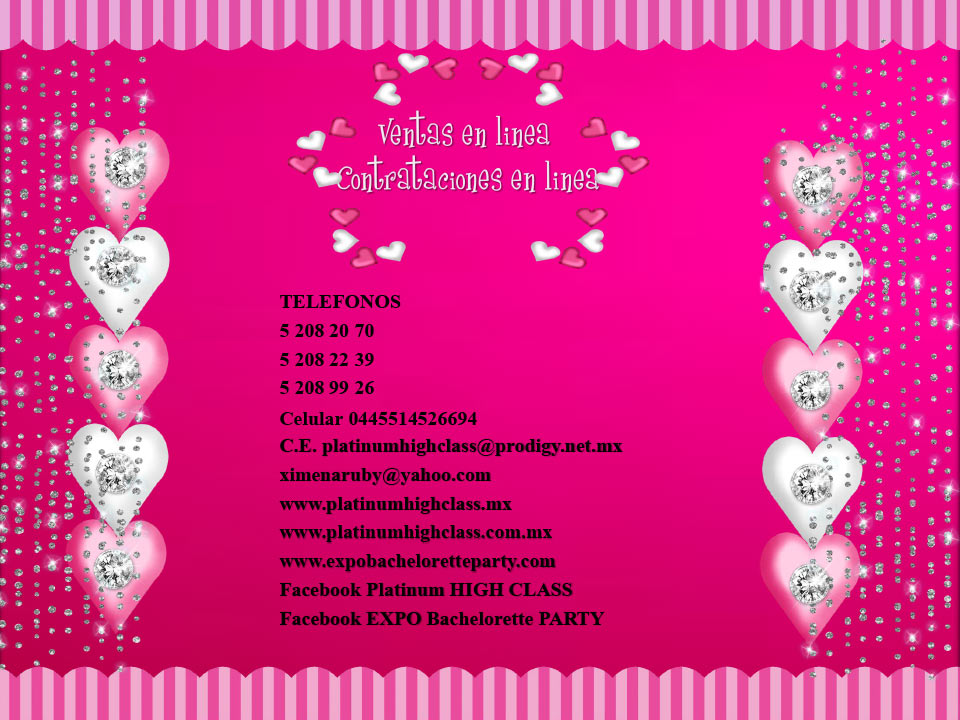 Ventas en linea
Contrataciones en linea
TELEFONOS
5 208 20 70
5 208 22 39
5 208 99 26
Celular 0445514526694
C.E. platinumhighclass@prodigy.net.mx
ximenaruby@yahoo.com
www.platinumhighclass.mx
www.platinumhighclass.com.mx
www.expobacheloretteparty.com
Facebook Platinum HIGH CLASS
Facebook EXPO Bachelorette PARTY